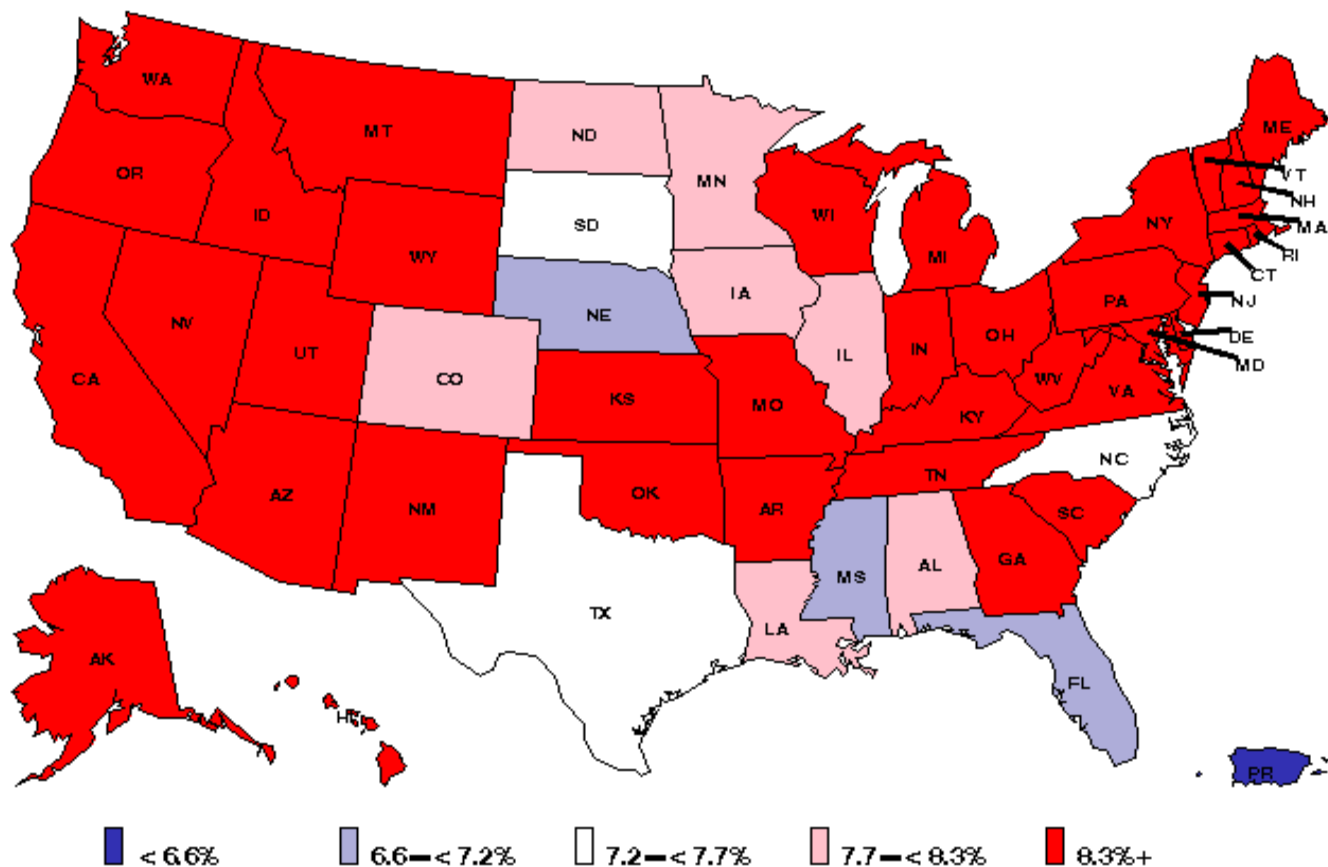 WA
MT
ND
MN
ME
OR
ID
SD
WI
VT
NH
NY
MA
WY
MI
RI
CT
IA
PA
NE
NJ
NV
OH
UT
IL
IN
DE
CA
CO
MD
WV
KS
MO
VA
KY
NC
AZ
NM
OK
AR
TN
SC
GA
MS
AL
TX
LA
AK
FL
HI
PR
< 6.6%
6.6–< 7.2%
7.2–< 7.7%
7.7–< 8.3%
8.3%+